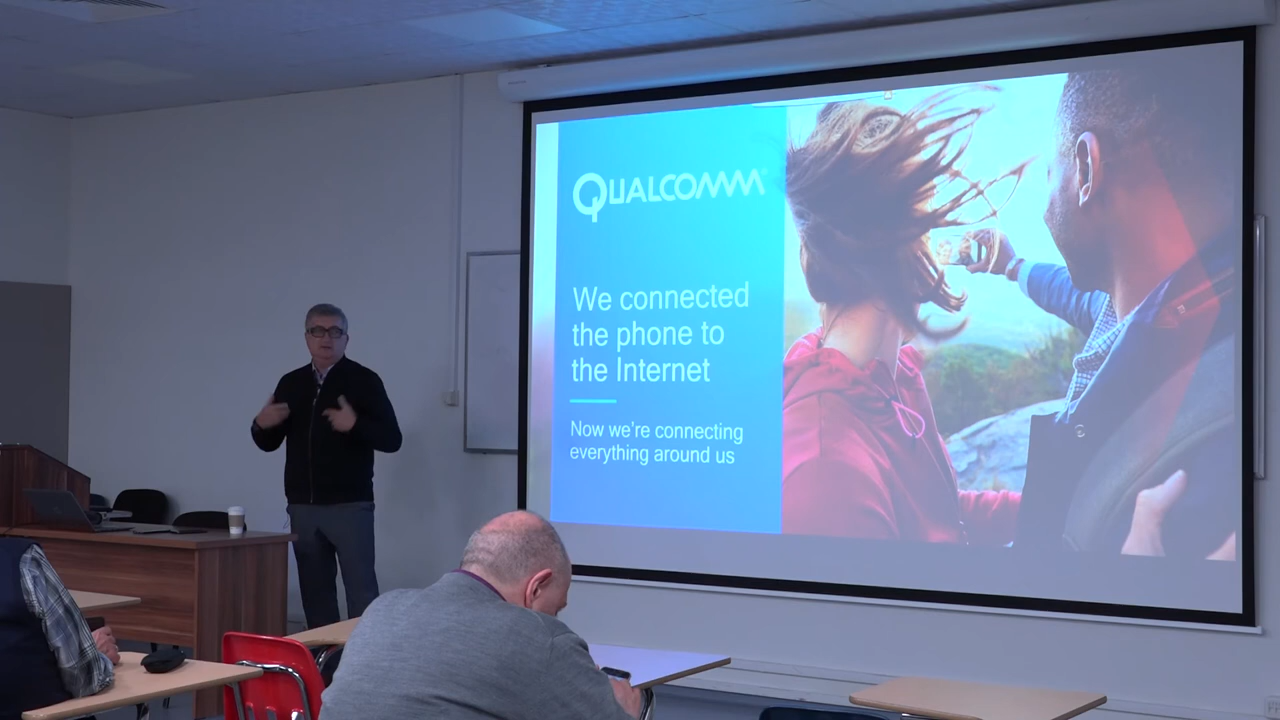 QUALCOMM
We connected
the phone to
the Internet
Now we're connecting
everything around us